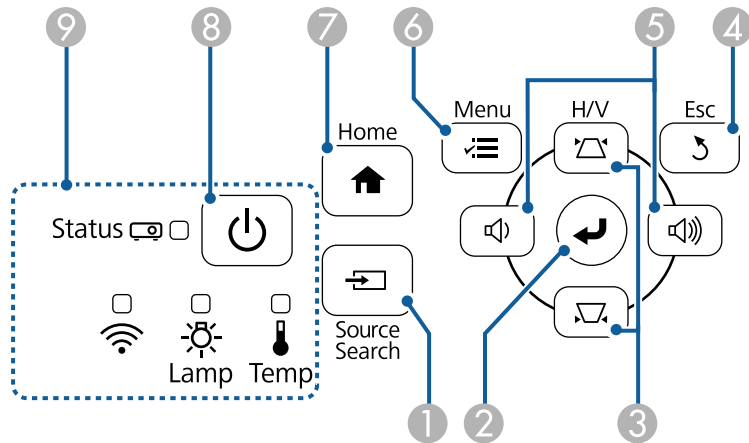 9 8 7 6 5 4
Menu H/V Esc
Home
Status
Source
Search
Lamp Temp
1 2 3